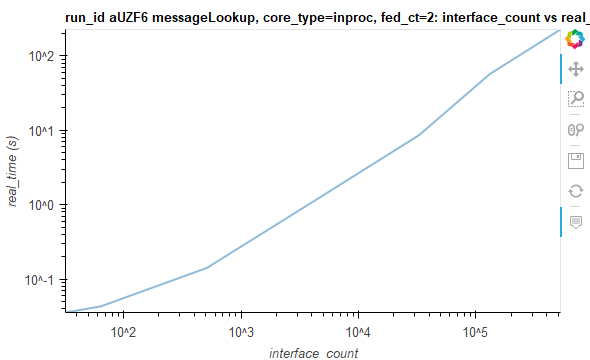 run_id aUZF6 messageLookup, core_type=inproc, fed_ct=2: interface_count vs real_
10^2
10^1
10^0
10^-1
real_time (s)
10^2
10^3
10^4
10^5
interface_count